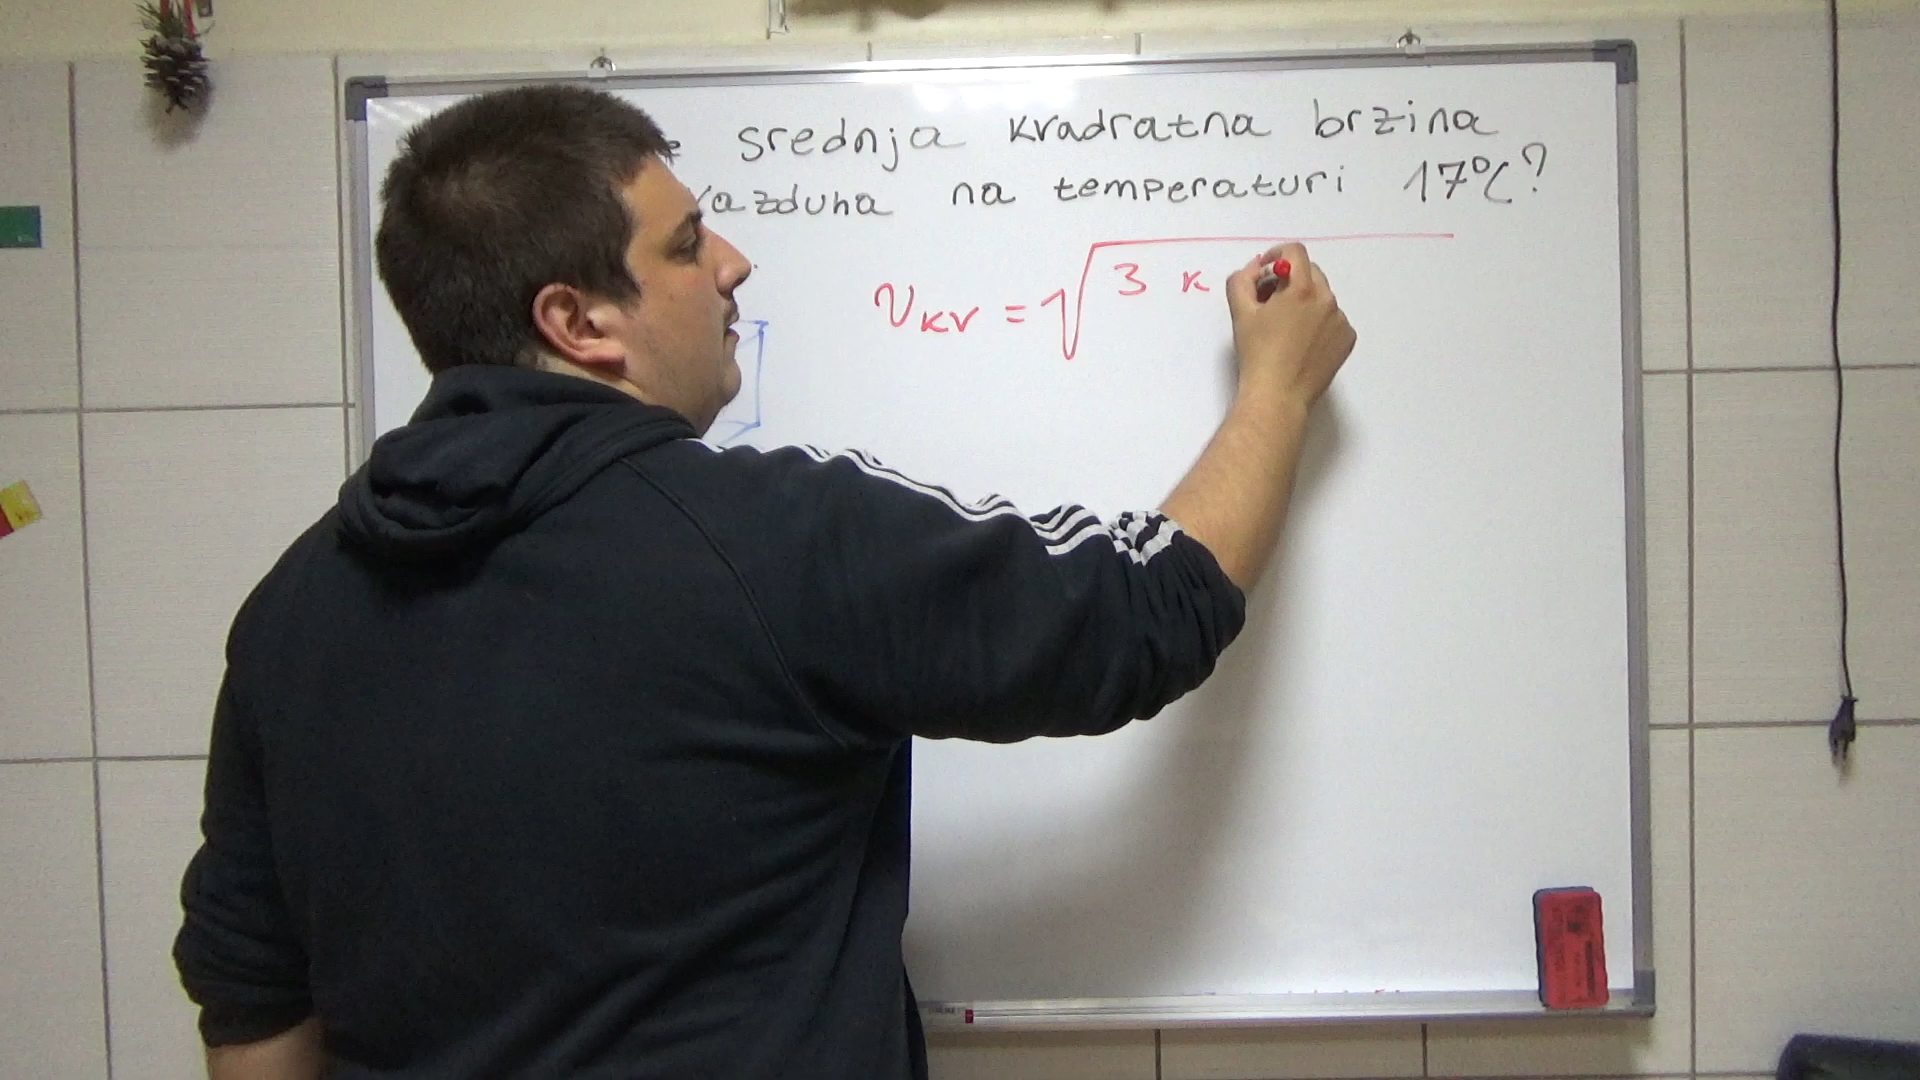 srednja kvadratna brzina
vazduha na temperaturi 17°C?
v_kv = √3 k